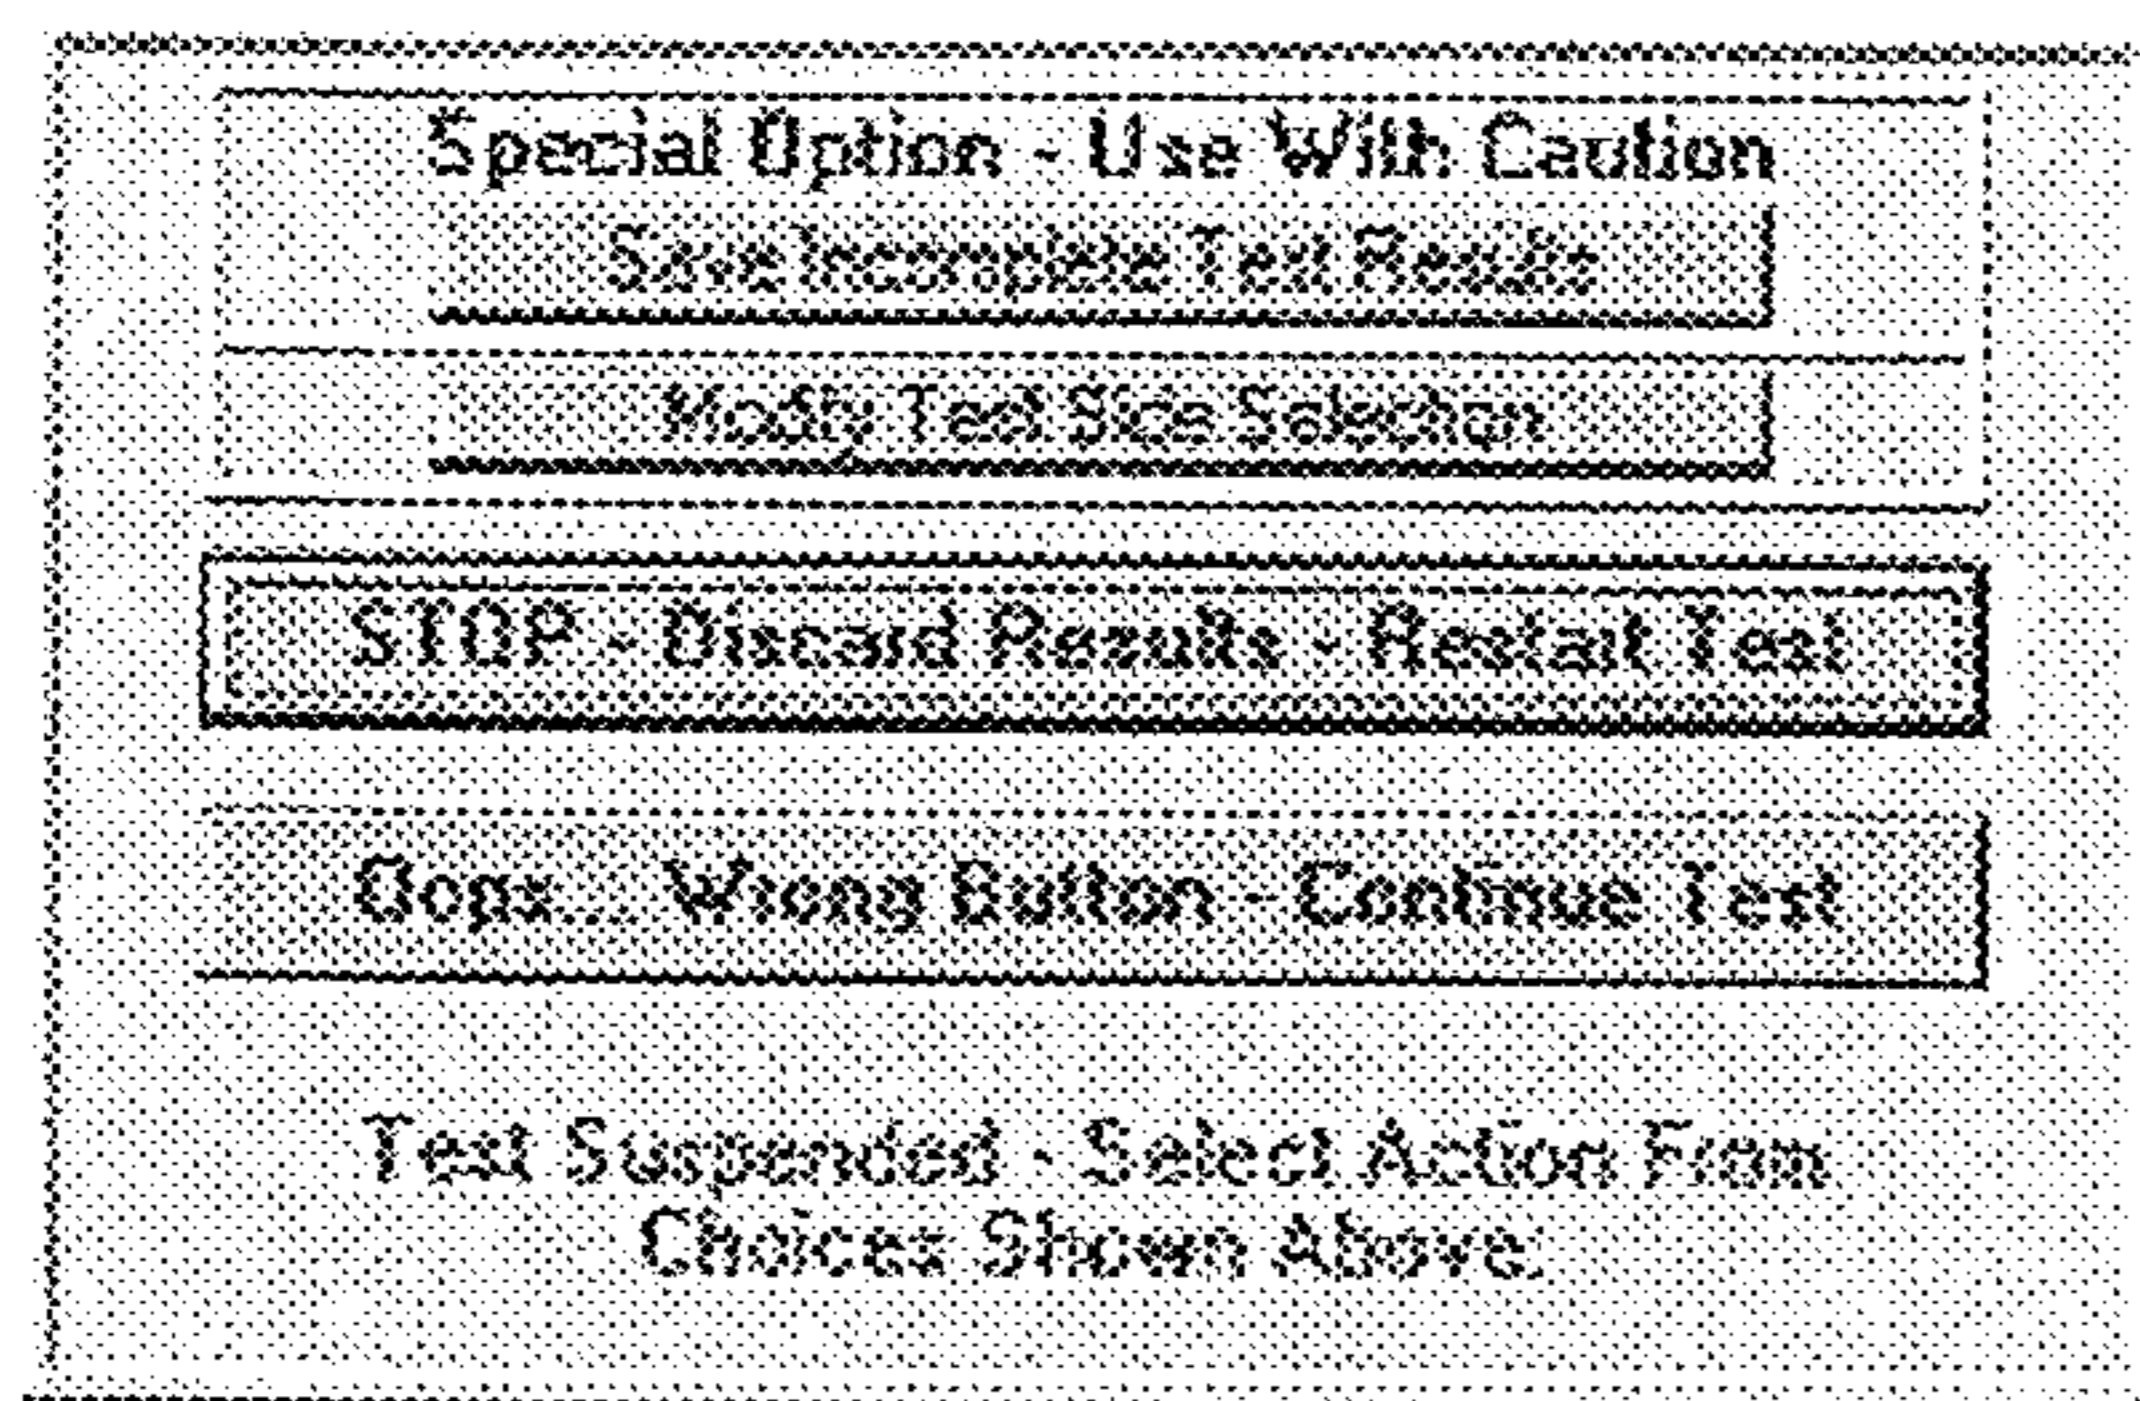 Special Option - Use With Caution
Save Incomplete Test Results
Modify Test Side Selection
STOP - Discard Results - Restart Test
Oops.... Wrong Button - Continue Test
Test Suspended - Select Action From
Choices Shown Above.